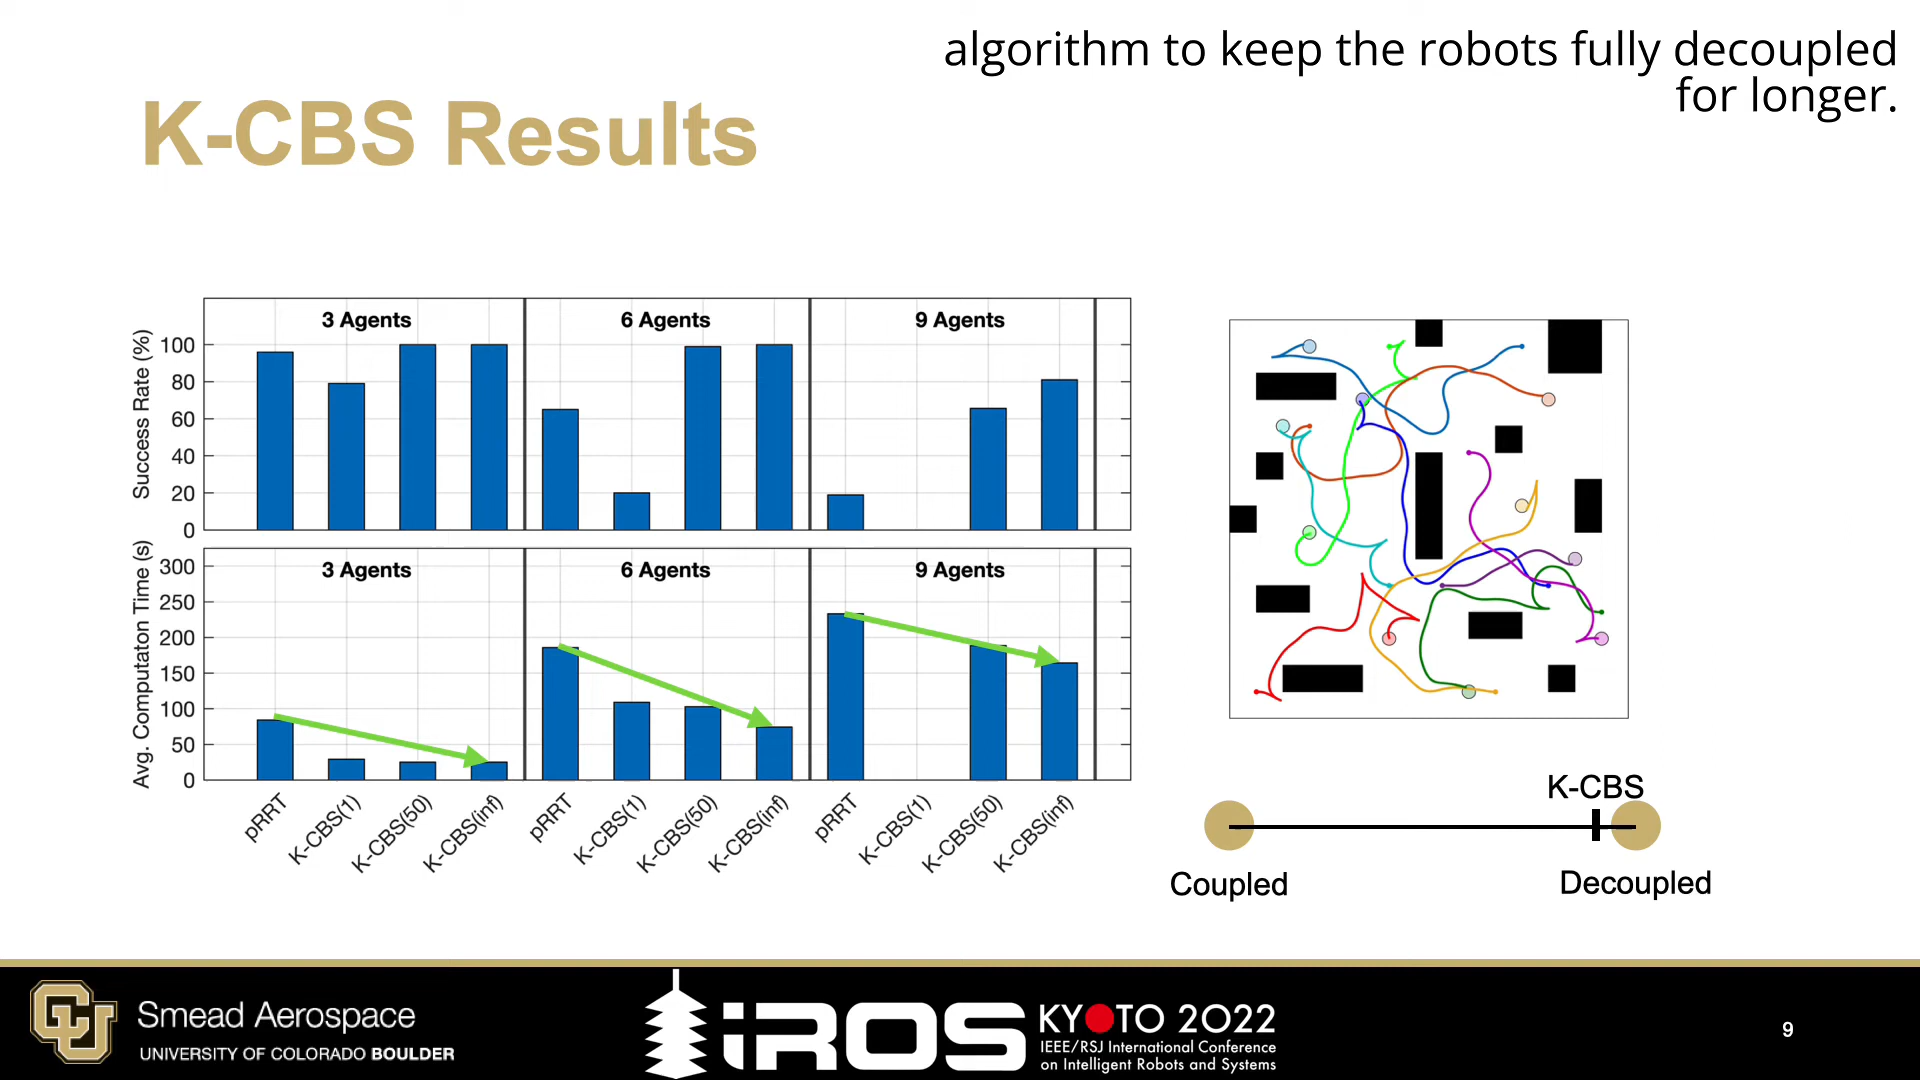 algorithm to keep the robots fully decoupled
for longer.
K-CBS Results
Success Rate (%)
100
80
60
40
20
0
3 Agents
6 Agents
9 Agents
Avg. Computaton Time (s)
300
250
200
150
100
50
0
3 Agents
6 Agents
9 Agents
pRRT
K-CBS(1)
K-CBS(50)
K-CBS(inf)
pRRT
K-CBS(1)
K-CBS(50)
K-CBS(inf)
pRRT
K-CBS(1)
K-CBS(50)
K-CBS(inf)
K-CBS
Coupled
Decoupled
CU
Smead Aerospace
UNIVERSITY OF COLORADO BOULDER
iROS
KYOTO 2022
IEEE/RSJ International Conference
on Intelligent Robots and Systems
9